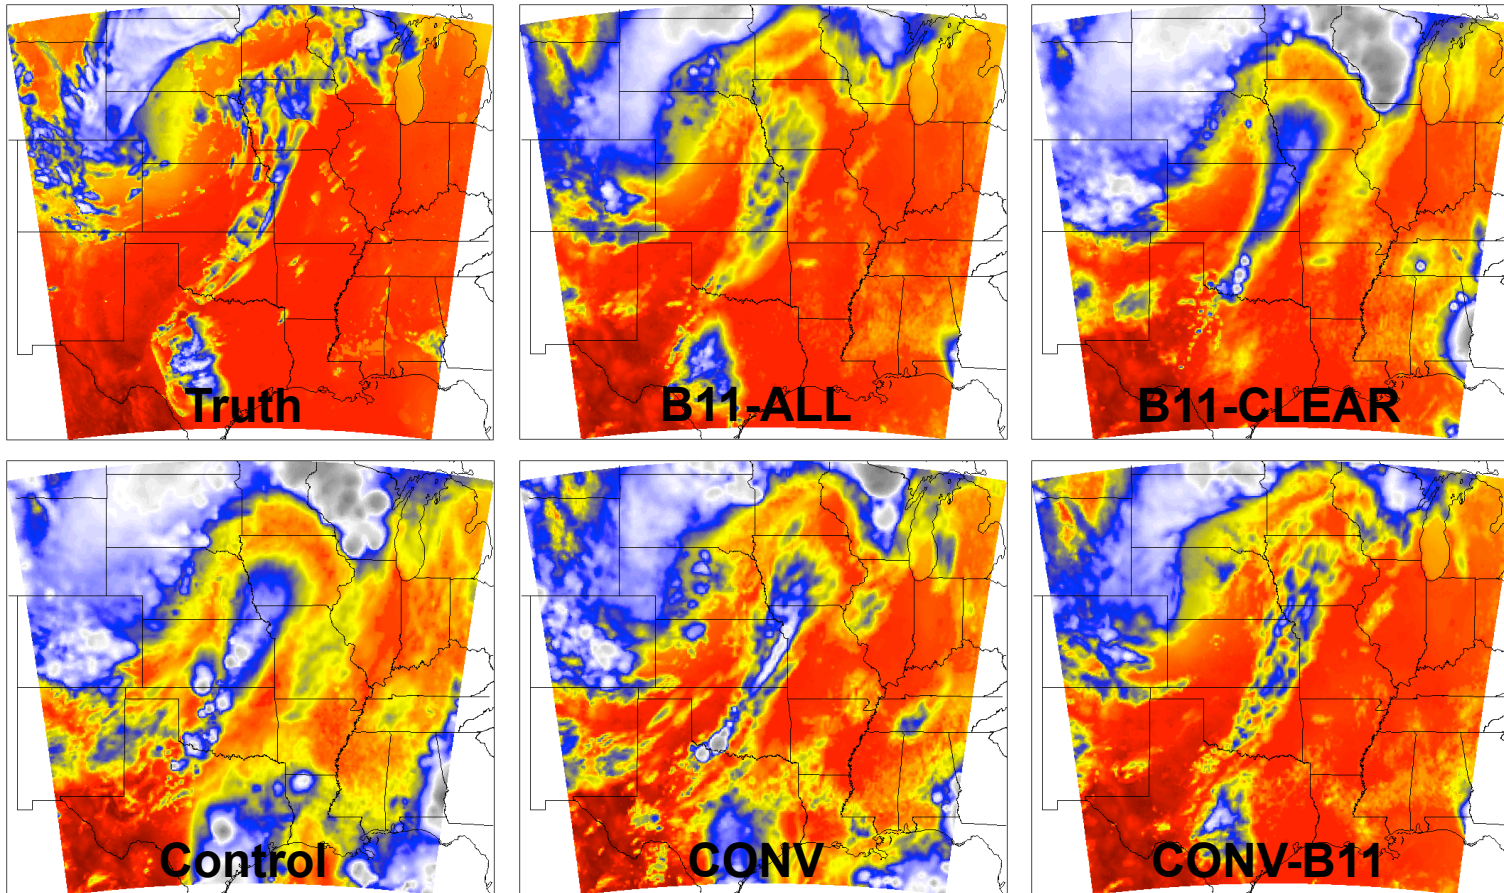 Truth
B11-ALL
B11-CLEAR
Control
CONV
CONV-B11